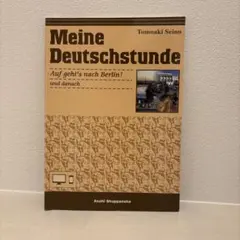 Meine
Deutschstunde
Tomoaki Seino
Auf geht's nach Berlin!
und danach
Asahi Shuppansha